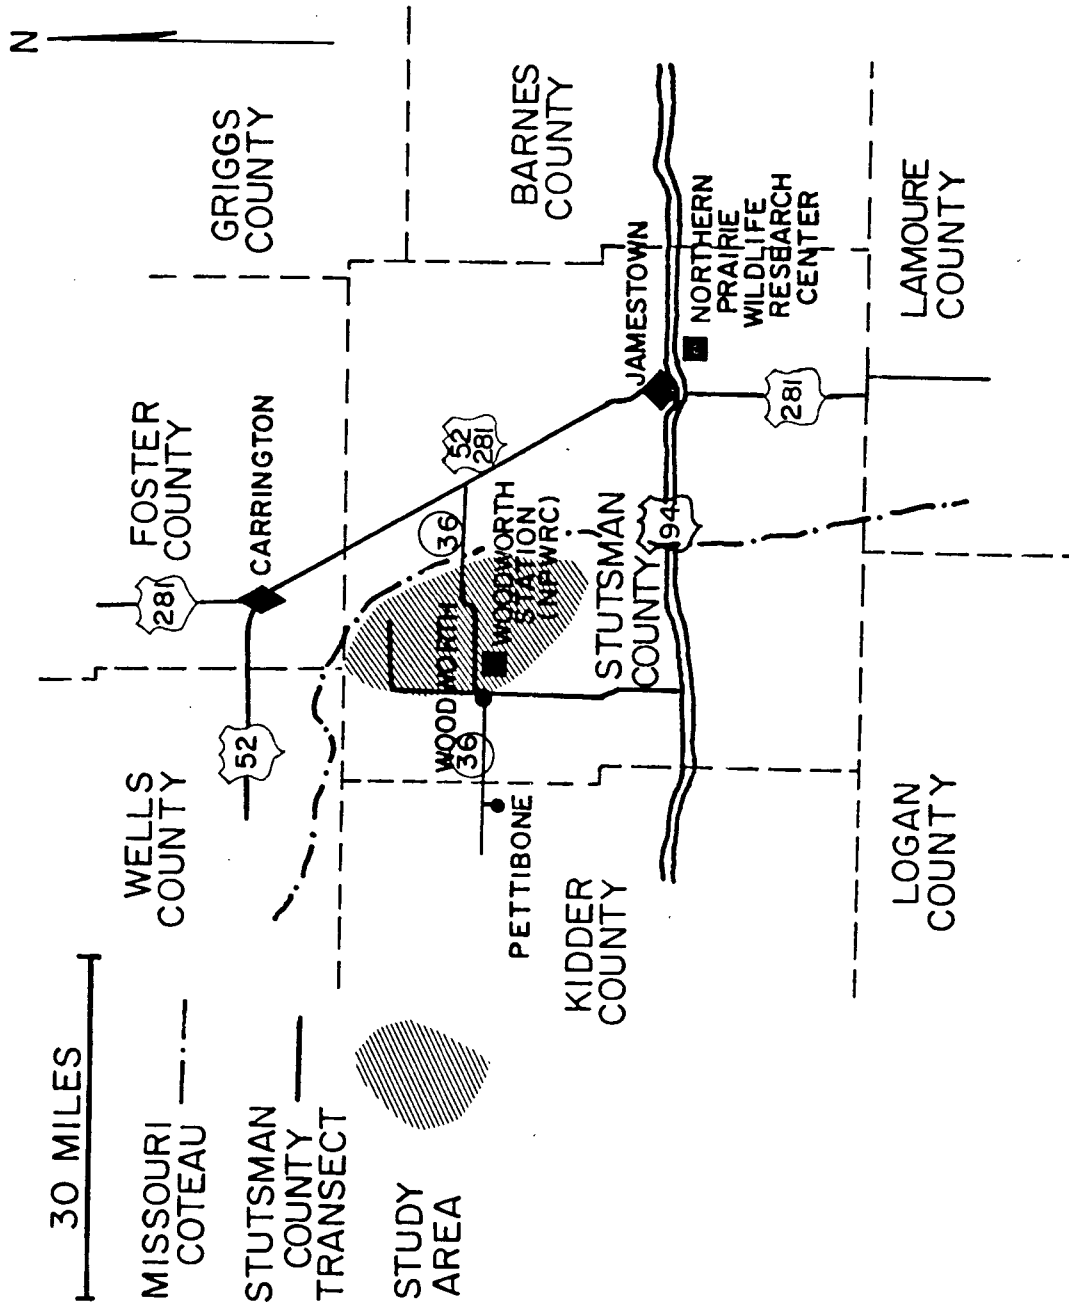 N
GRIGGS
COUNTY
BARNES
COUNTY
FOSTER
COUNTY
CARRINGTON
281
52
WELLS
COUNTY
52
281
36
WOODWORTH
36
WOODWORTH
STATION
(NPWRC)
JAMESTOWN
NORTHERN
PRAIRIE
WILDLIFE
RESEARCH
CENTER
STUTSMAN
COUNTY
94
281
LAMOURE
COUNTY
PETTIBONE
KIDDER
COUNTY
LOGAN
COUNTY
30 MILES
MISSOURI
COTEAU
STUTSMAN
COUNTY
TRANSECT
STUDY
AREA